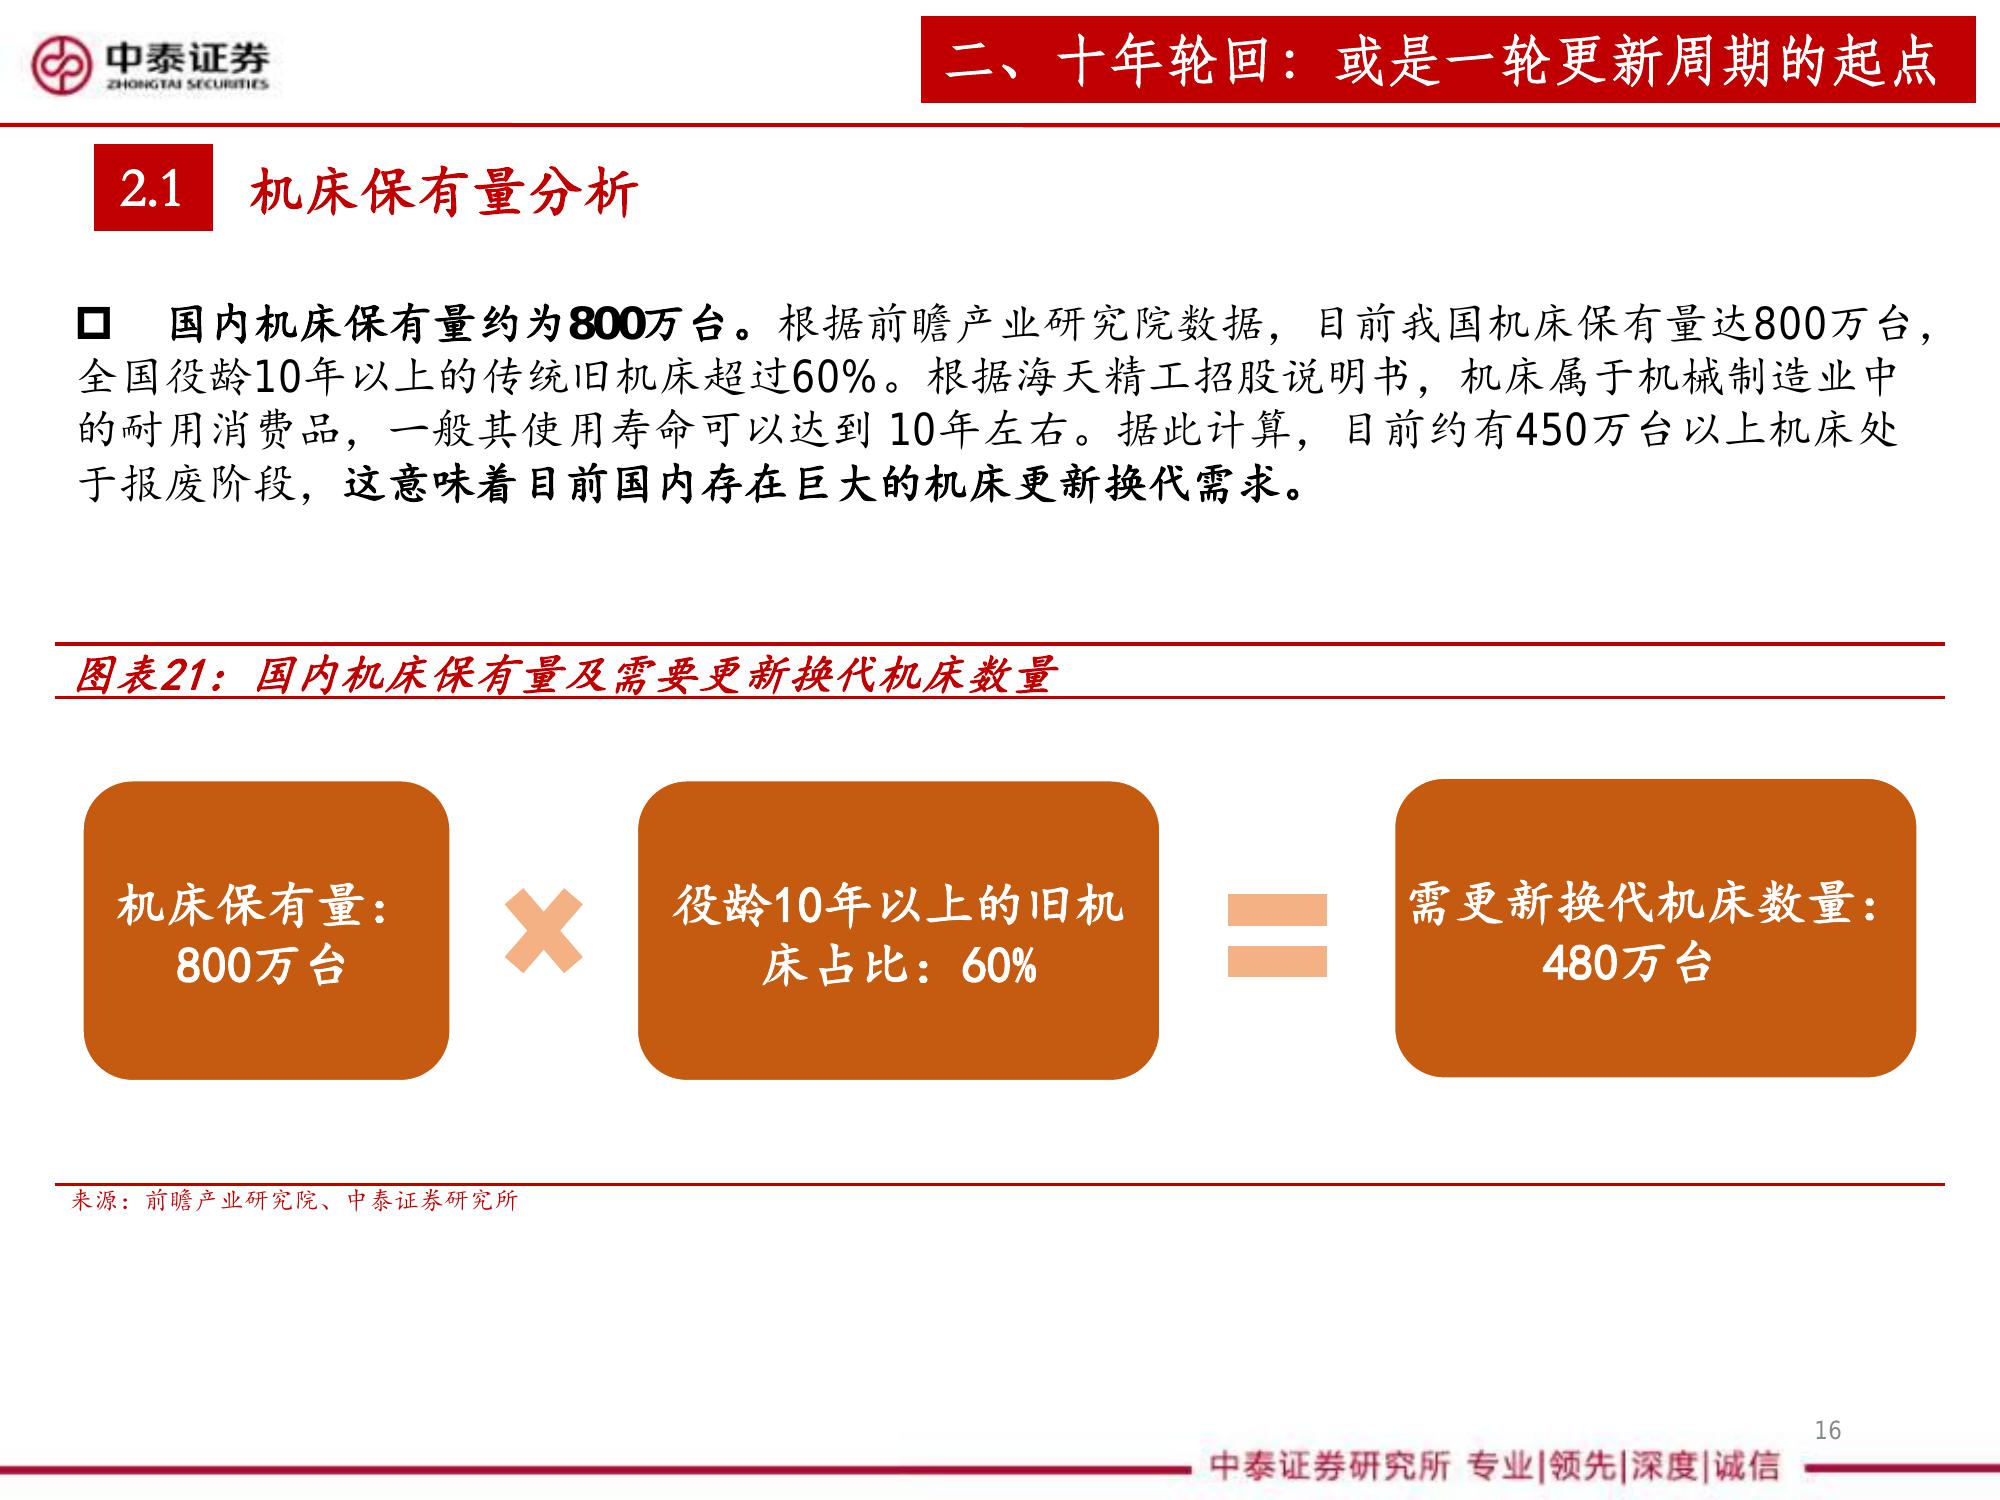 中泰证券
ZHONGTAI SECURITIES
二、十年轮回：或是一轮更新周期的起点
2.1 机床保有量分析
国内机床保有量约为800万台。根据前瞻产业研究院数据，目前我国机床保有量达800万台，
全国役龄10年以上的传统旧机床超过60%。根据海天精工招股说明书，机床属于机械制造业中
的耐用消费品，一般其使用寿命可以达到 10年左右。据此计算，目前约有450万台以上机床处
于报废阶段，这意味着目前国内存在巨大的机床更新换代需求。
图表21：国内机床保有量及需要更新换代机床数量
机床保有量：
800万台
役龄10年以上的旧机
床占比：60%
需更新换代机床数量：
480万台
来源：前瞻产业研究院、中泰证券研究所
16
中泰证券研究所 专业|领先|深度|诚信